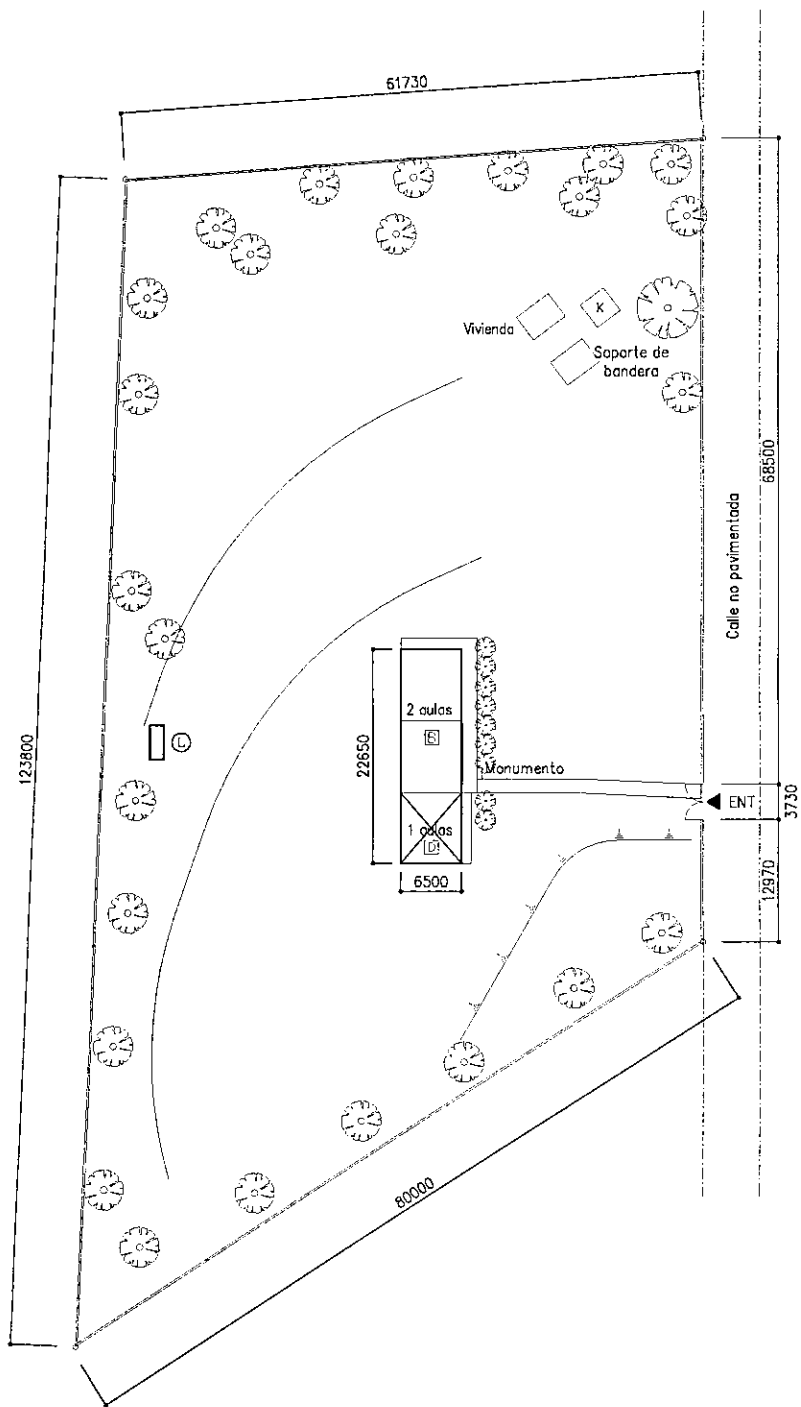 61730
K
Vivienda
Soporte de
bandera
68500
Calle no pavimentada
123800
22650
2 aulas
B
Monumento
ENT
3730
1 aulas
D
L
6500
12970
80000